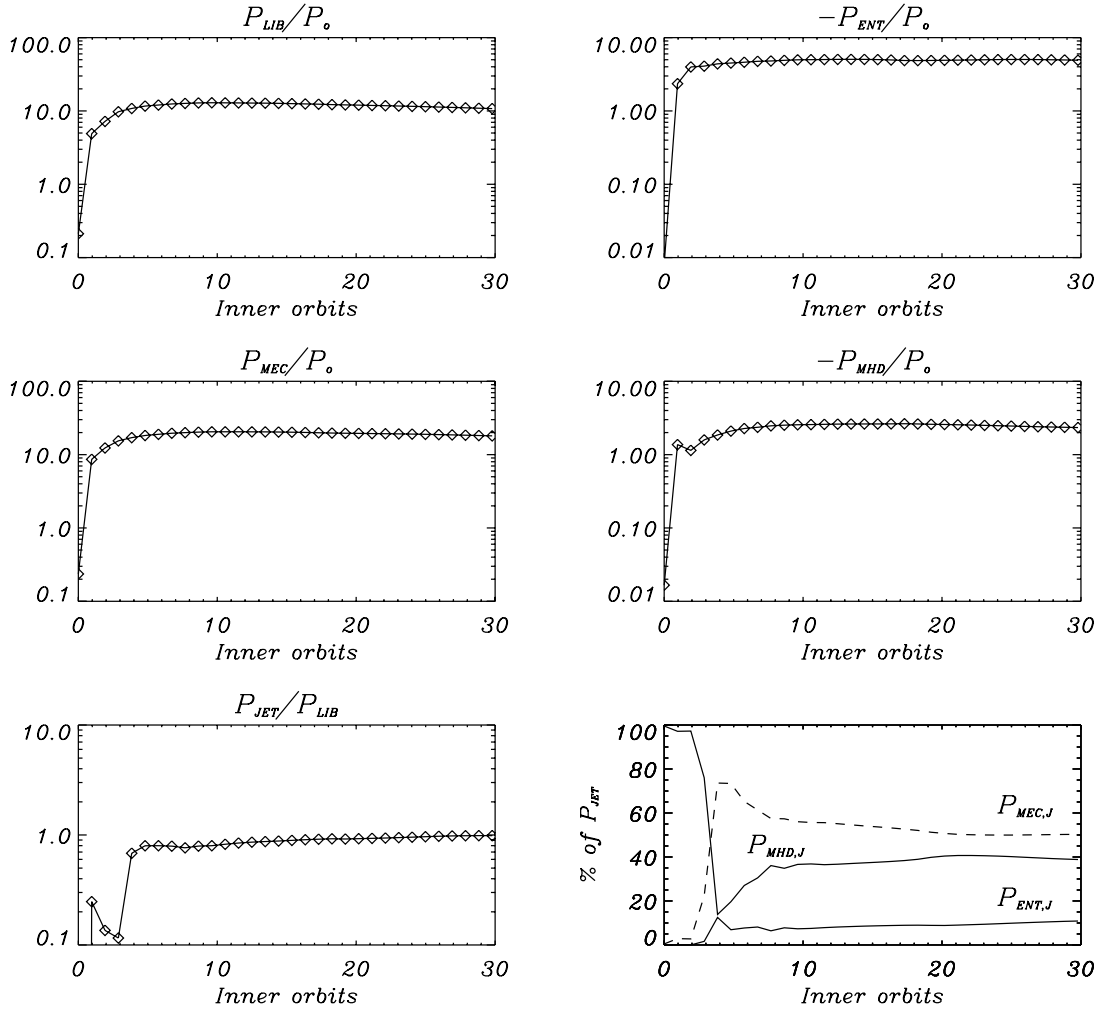 P_LIB/P_o
100.0
10.0
1.0
0.1
0 10 20 30
Inner orbits
-P_ENT/P_o
10.00
1.00
0.10
0.01
0 10 20 30
Inner orbits
P_MEC/P_o
100.0
10.0
1.0
0.1
0 10 20 30
Inner orbits
-P_MHD/P_o
10.00
1.00
0.10
0.01
0 10 20 30
Inner orbits
P_JET/P_LIB
10.0
1.0
0.1
0 10 20 30
Inner orbits
% of P_JET
100
80
60
40
20
0
P_MEC,J
P_MHD,J
P_ENT,J
0 10 20 30
Inner orbits